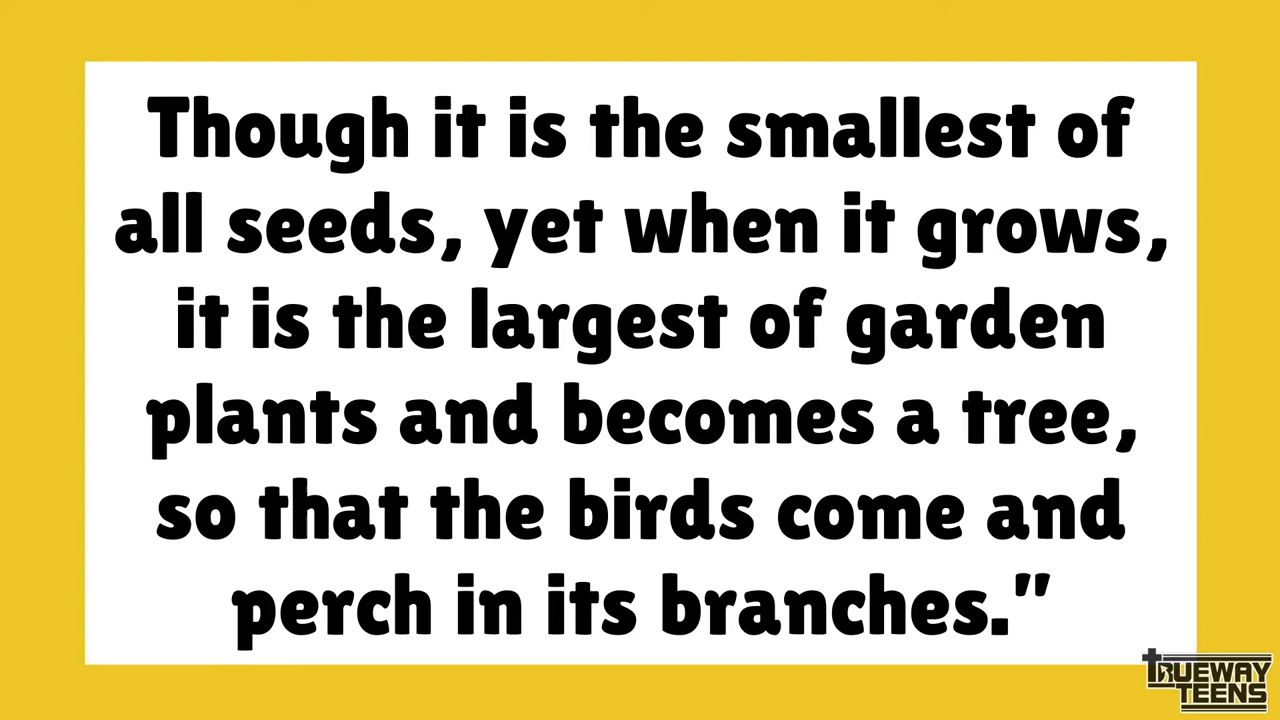 Though it is the smallest of
all seeds, yet when it grows,
it is the largest of garden
plants and becomes a tree,
so that the birds come and
perch in its branches."
TRUEWAY
TEENS